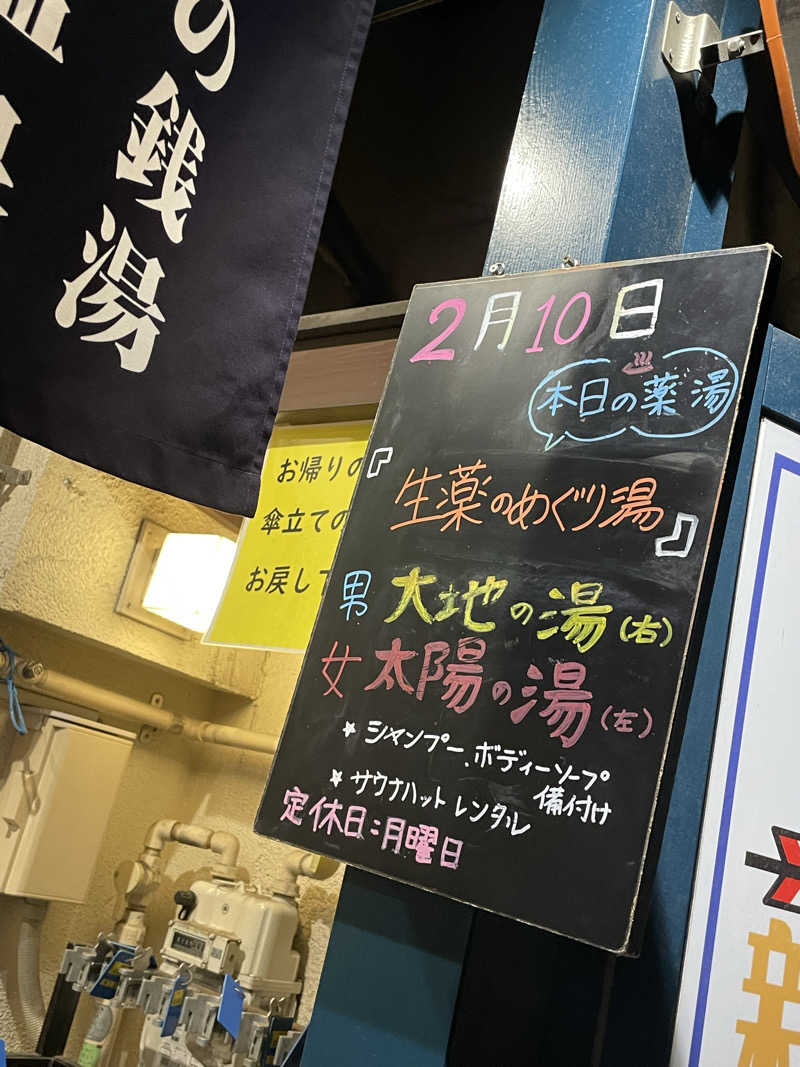 の銭湯
お帰りの
傘立ての
お戻し
2月10日
本日の薬湯
『生薬のめぐり湯』
男 大地の湯(右)
女 太陽の湯(左)
★シャンプー、ボディーソープ
備付け
★サウナハット レンタル
定休日:月曜日
新